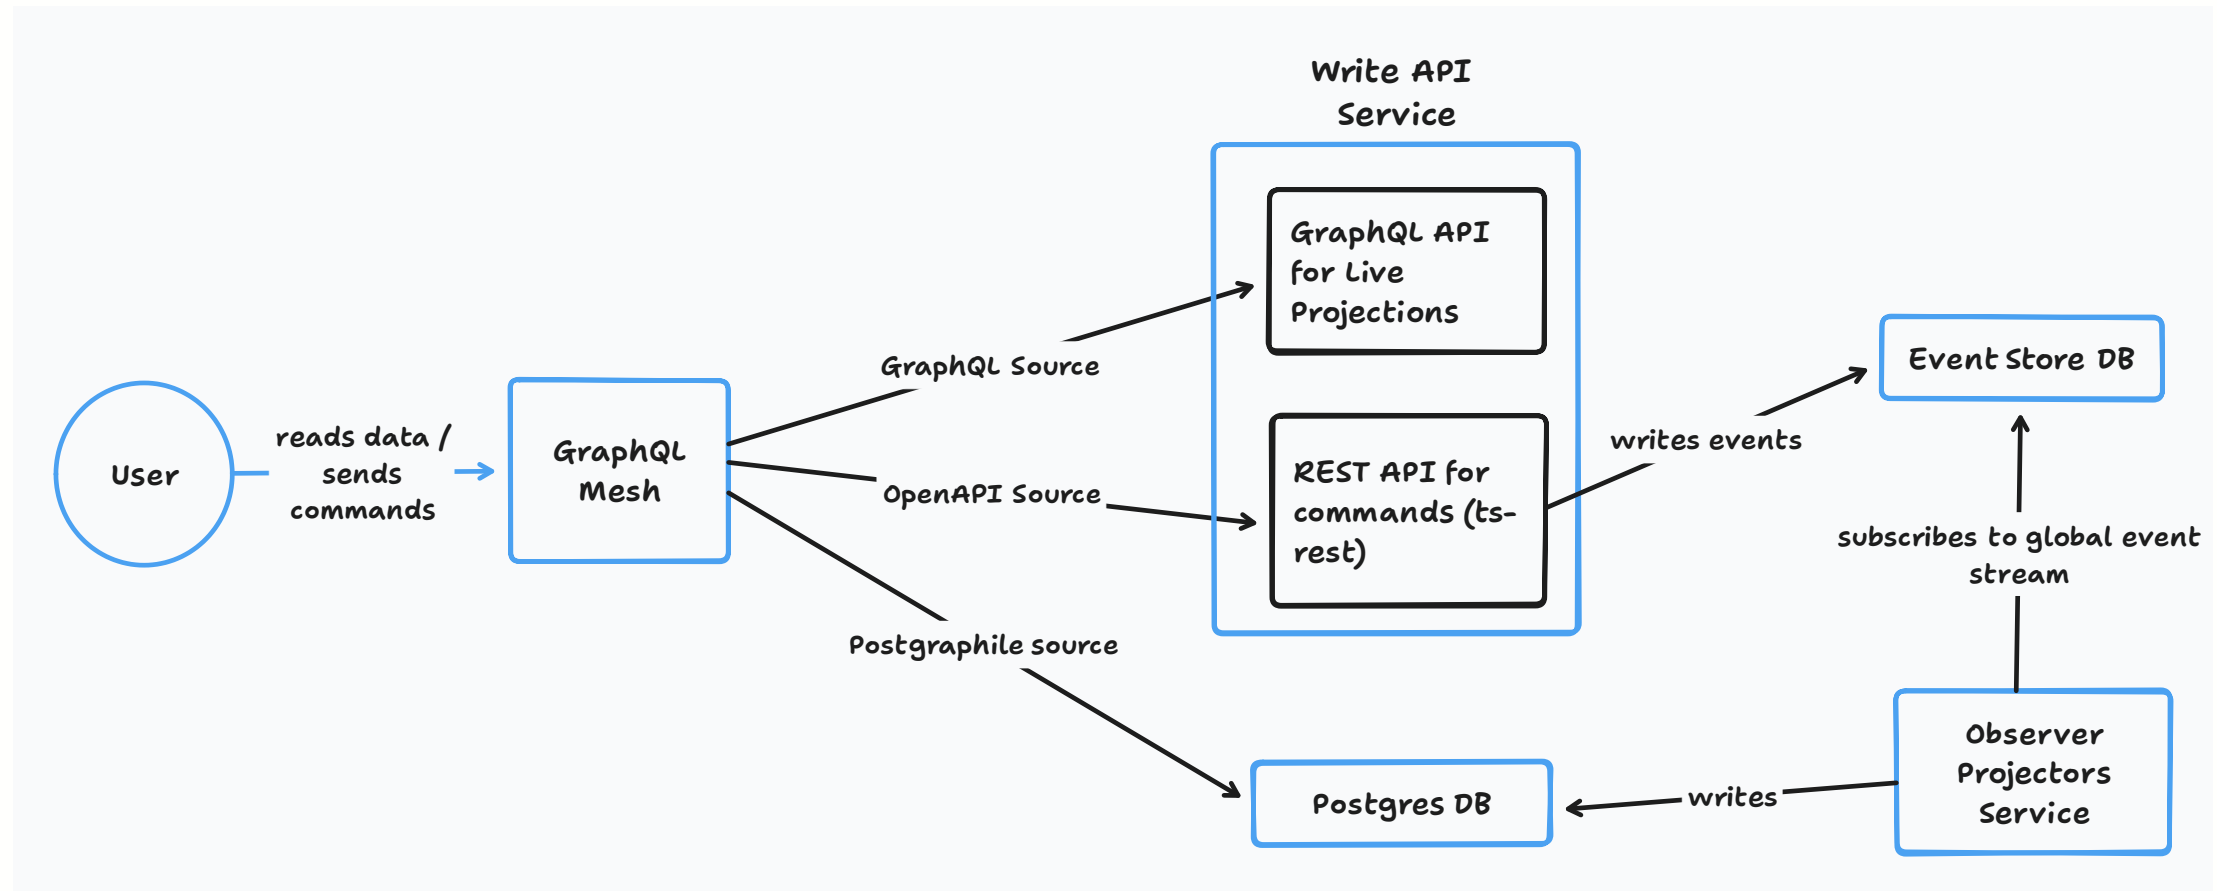 Write API
Service
GraphQL API
for Live
Projections
GraphQL Source
Event Store DB
User
reads data /
sends
commands
GraphQL
Mesh
OpenAPI Source
REST API for
commands (ts-
rest)
writes events
subscribes to global event
stream
Postgraphile source
Postgres DB
writes
Observer
Projectors
Service